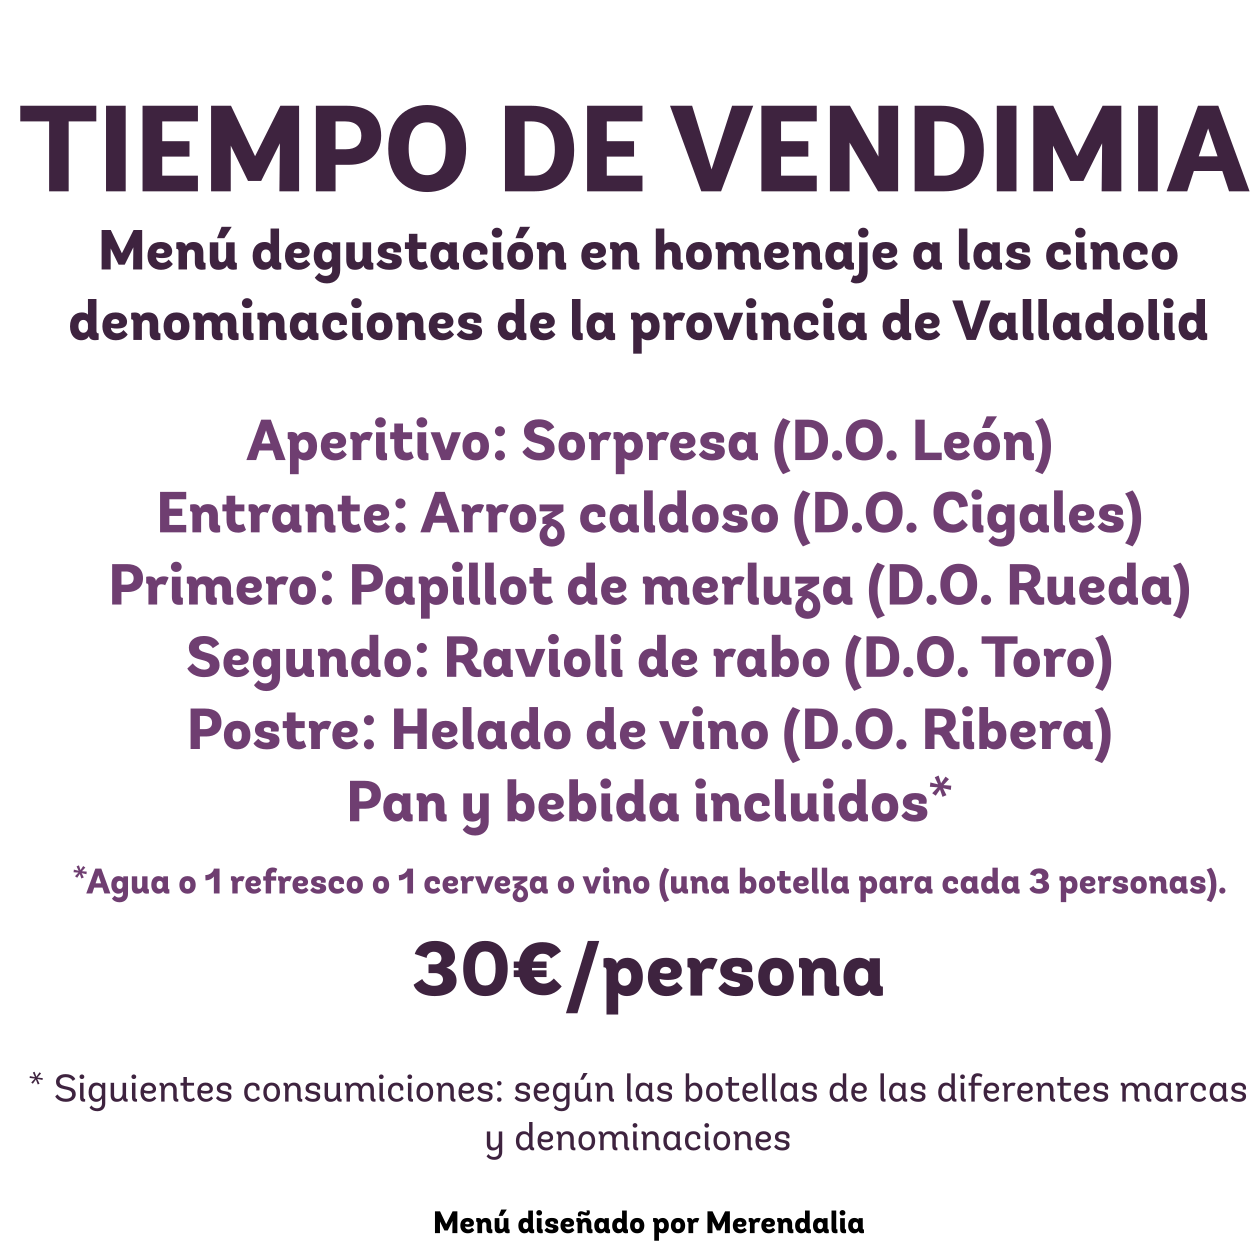 TIEMPO DE VENDIMIA
Menú degustación en homenaje a las cinco
denominaciones de la provincia de Valladolid
Aperitivo: Sorpresa (D.O. León)
Entrante: Arroz caldoso (D.O. Cigales)
Primero: Papillot de merluza (D.O. Rueda)
Segundo: Ravioli de rabo (D.O. Toro)
Postre: Helado de vino (D.O. Ribera)
Pan y bebida incluidos*
*Agua o 1 refresco o 1 cerveza o vino (una botella para cada 3 personas).
30€/persona
* Siguientes consumiciones: según las botellas de las diferentes marcas
y denominaciones
Menú diseñado por Merendalia